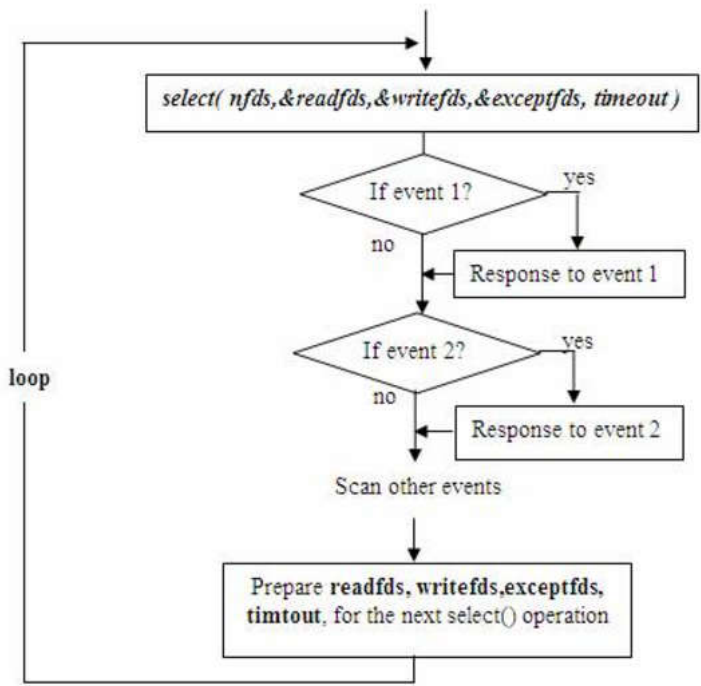 select( nfds,&readfds,&writefds,&exceptfds, timeout )
If event 1?
yes
no
Response to event 1
If event 2?
yes
loop
no
Response to event 2
Scan other events
Prepare readfds, writefds,exceptfds,
timtout, for the next select() operation